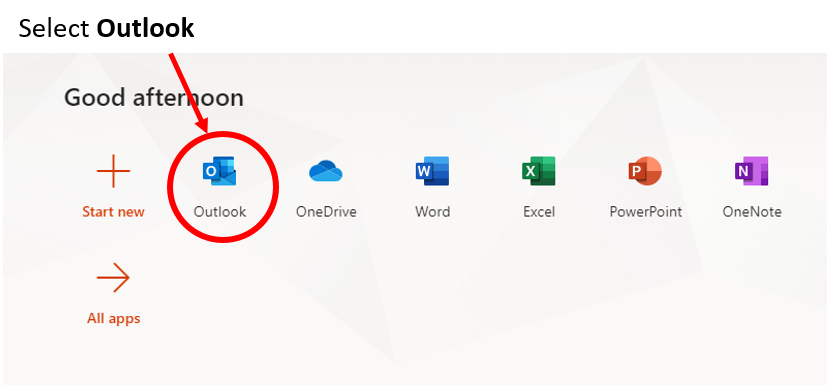 Select Outlook
Good afternoon
Start new
Outlook
OneDrive
Word
Excel
PowerPoint
OneNote
All apps